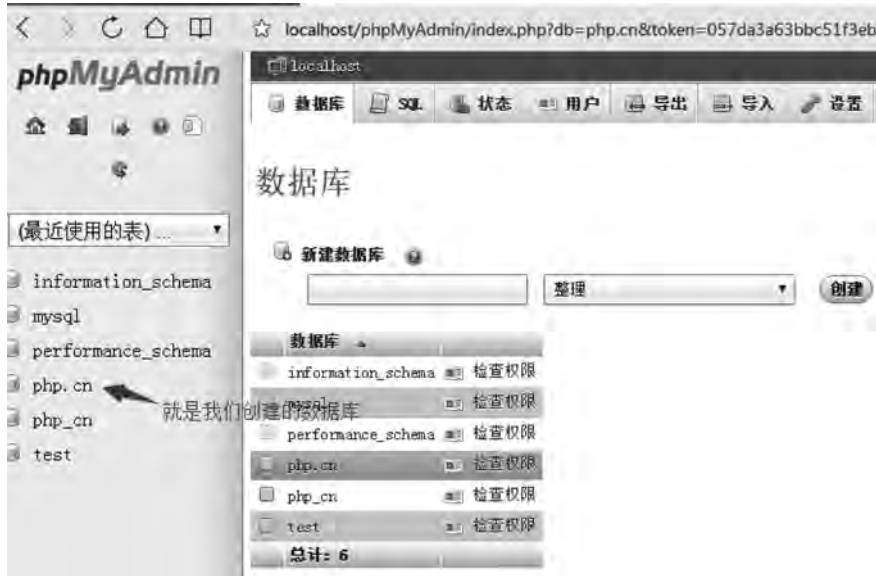 localhost/phpMyAdmin/index.php?db=php.cn&token=057da3a63bbc51f3eb
phpMyAdmin
localhost
数据库 SQL 状态 用户 导出 导入 设置
数据库
(最近使用的表) ...
新建数据库
整理 创建
information_schema
mysql
performance_schema
php.cn
php_cn
test
就是我们创建的数据库
数据库
information_schema 检查权限
mysql 检查权限
performance_schema 检查权限
php.cn 检查权限
php_cn 检查权限
test 检查权限
总计: 6